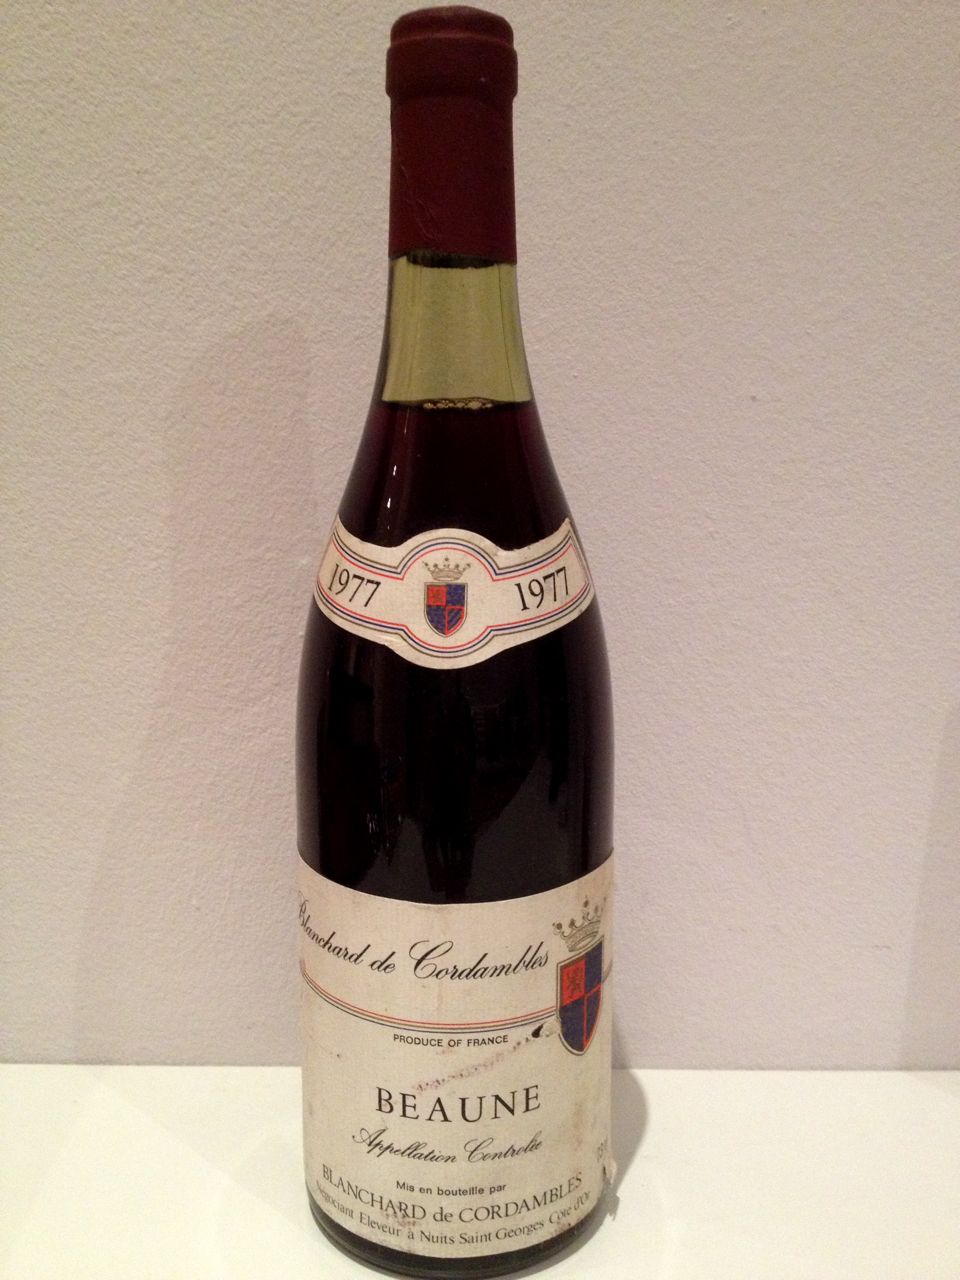 1977 1977
Blanchard de Cordambles
PRODUCE OF FRANCE
BEAUNE
Appellation Controlée
Mis en bouteille par
BLANCHARD de CORDAMBLES
Négociant Eleveur à Nuits Saint Georges Côte d'Or